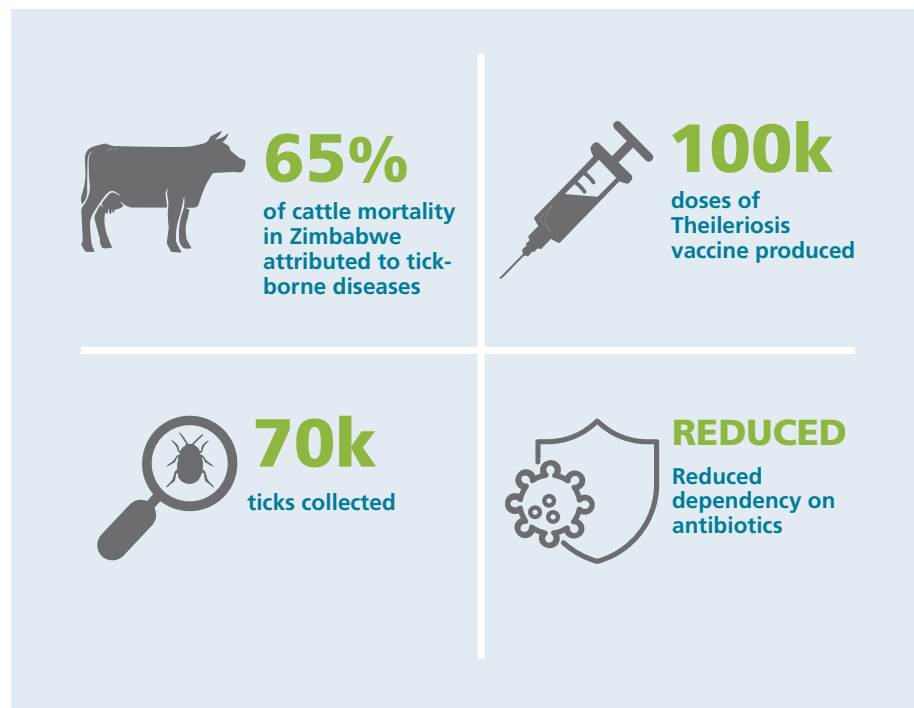 65%
of cattle mortality
in Zimbabwe
attributed to tick-
borne diseases
100k
doses of
Theileriosis
vaccine produced
70k
ticks collected
REDUCED
Reduced
dependency on
antibiotics